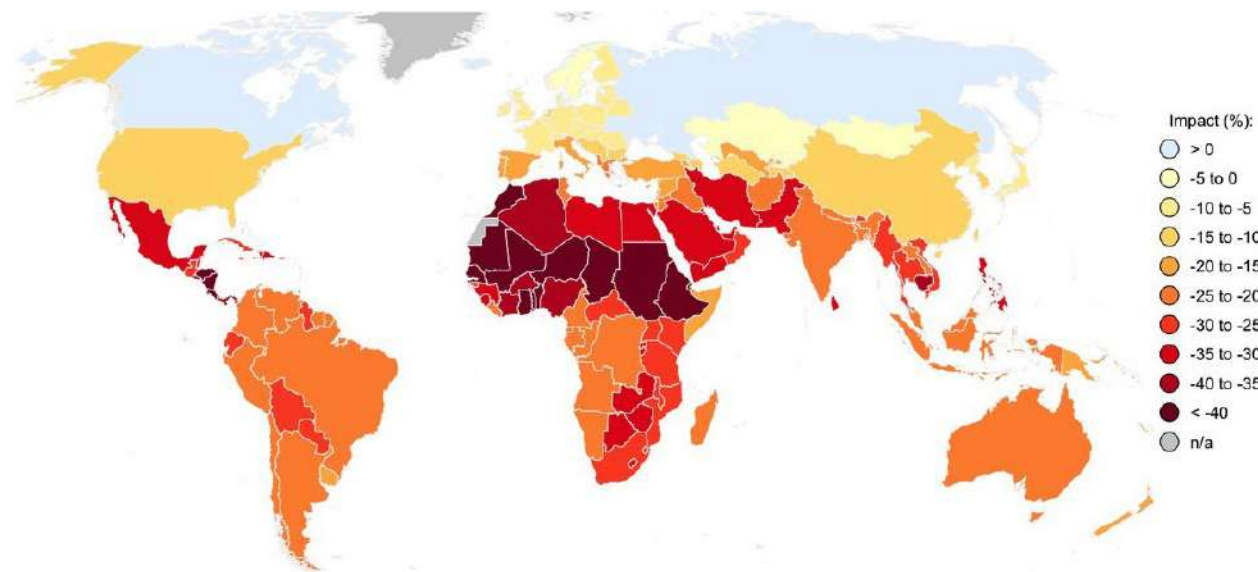 Impact (%):
> 0
-5 to 0
-10 to -5
-15 to -10
-20 to -15
-25 to -20
-30 to -25
-35 to -30
-40 to -35
< -40
n/a